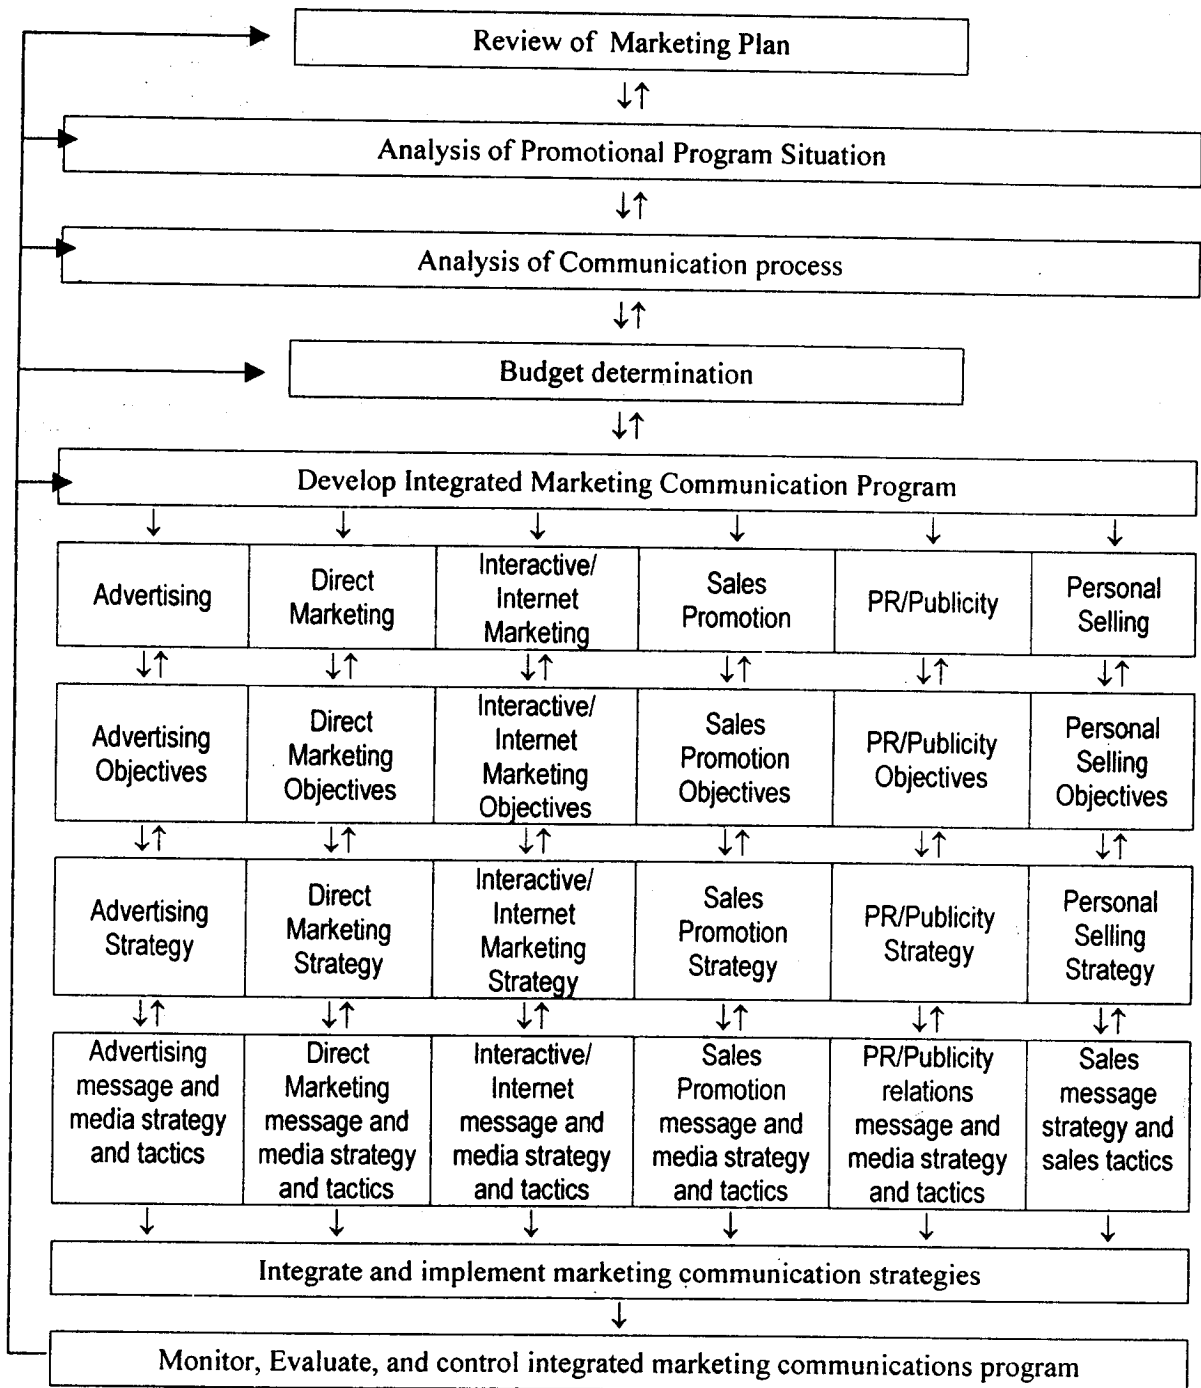 Review of Marketing Plan
↓↑
Analysis of Promotional Program Situation
↓↑
Analysis of Communication process
↓↑
Budget determination
↓↑
Develop Integrated Marketing Communication Program
↓ ↓ ↓ ↓ ↓ ↓
Advertising
Direct
Marketing
Interactive/
Internet
Marketing
Sales
Promotion
PR/Publicity
Personal
Selling
↓↑ ↓↑ ↓↑ ↓↑ ↓↑ ↓↑
Advertising
Objectives
Direct
Marketing
Objectives
Interactive/
Internet
Marketing
Objectives
Sales
Promotion
Objectives
PR/Publicity
Objectives
Personal
Selling
Objectives
↓↑ ↓↑ ↓↑ ↓↑ ↓↑ ↓↑
Advertising
Strategy
Direct
Marketing
Strategy
Interactive/
Internet
Marketing
Strategy
Sales
Promotion
Strategy
PR/Publicity
Strategy
Personal
Selling
Strategy
↓↑ ↓↑ ↓↑ ↓↑ ↓↑ ↓↑
Advertising
message and
media strategy
and tactics
Direct
Marketing
message and
media strategy
and tactics
Interactive/
Internet
message and
media strategy
and tactics
Sales
Promotion
message and
media strategy
and tactics
PR/Publicity
relations
message and
media strategy
and tactics
Sales
message
strategy and
sales tactics
↓ ↓ ↓ ↓ ↓ ↓
Integrate and implement marketing communication strategies
↓
Monitor, Evaluate, and control integrated marketing communications program